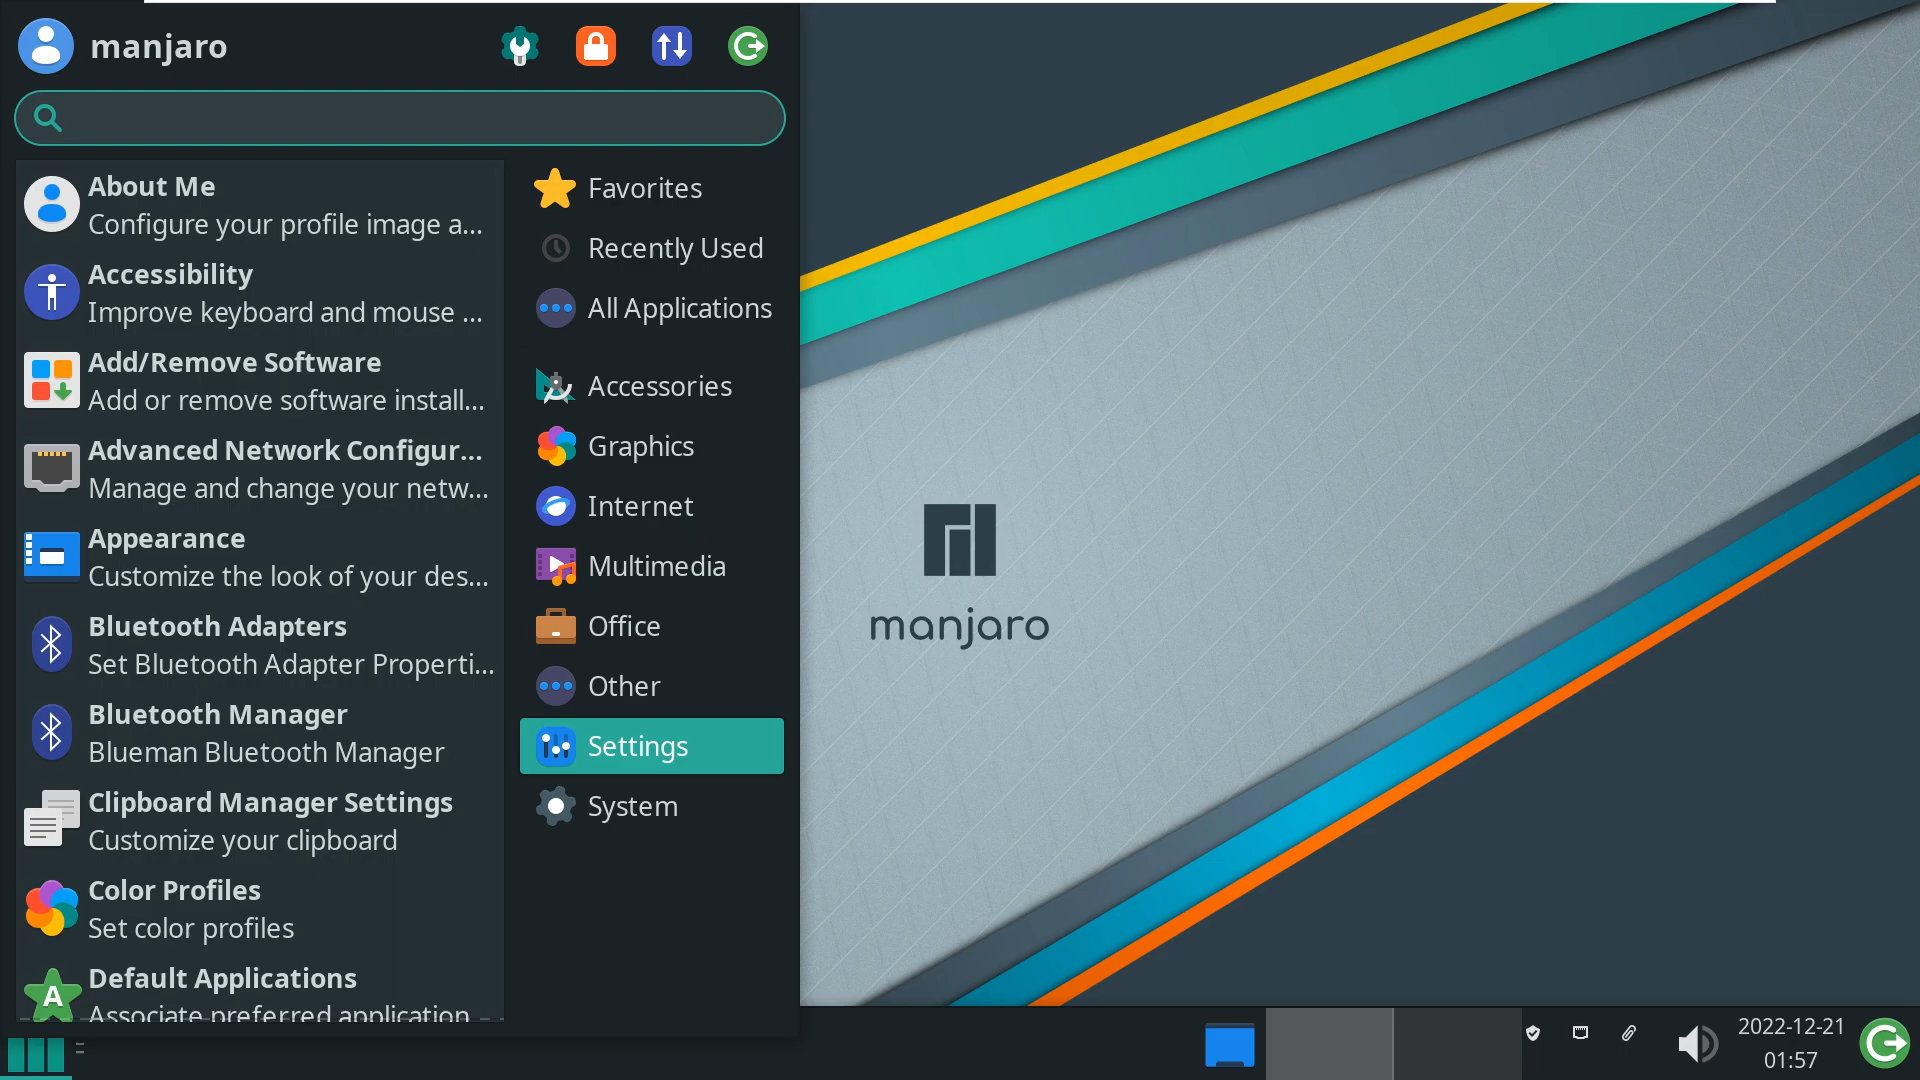 manjaro
About Me
Configure your profile image a...
Accessibility
Improve keyboard and mouse ...
Add/Remove Software
Add or remove software install...
Advanced Network Configur...
Manage and change your netw...
Appearance
Customize the look of your des...
Bluetooth Adapters
Set Bluetooth Adapter Properti...
Bluetooth Manager
Blueman Bluetooth Manager
Clipboard Manager Settings
Customize your clipboard
Color Profiles
Set color profiles
Default Applications
Associate preferred application
Favorites
Recently Used
All Applications
Accessories
Graphics
Internet
Multimedia
Office
Other
Settings
System
manjaro
2022-12-21
01:57